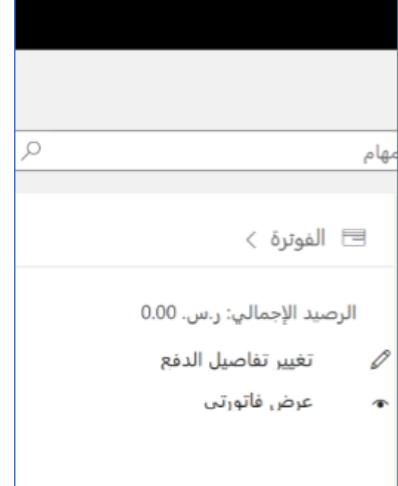 مهام
الفوترة
الرصيد الإجمالي: ر.س. 0.00
تغيير تفاصيل الدفع
عرض فاتورتي